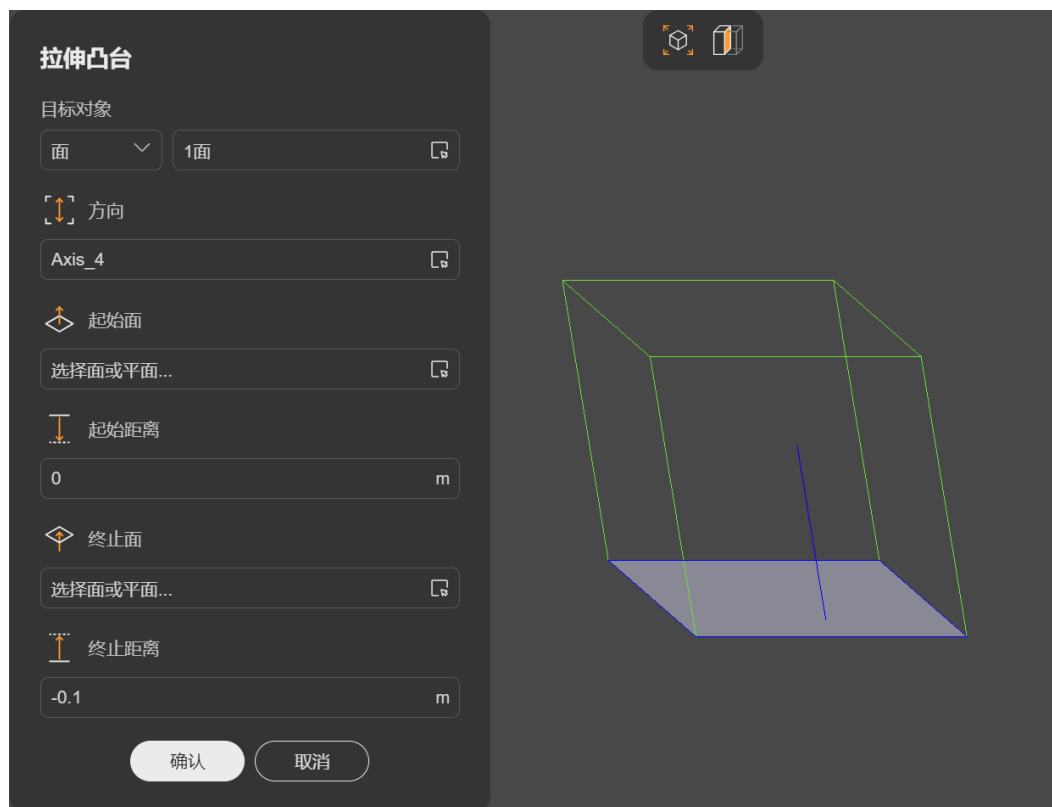 拉伸凸台
目标对象
面 1面
方向
Axis_4
起始面
选择面或平面...
起始距离
0 m
终止面
选择面或平面...
终止距离
-0.1 m
确认 取消